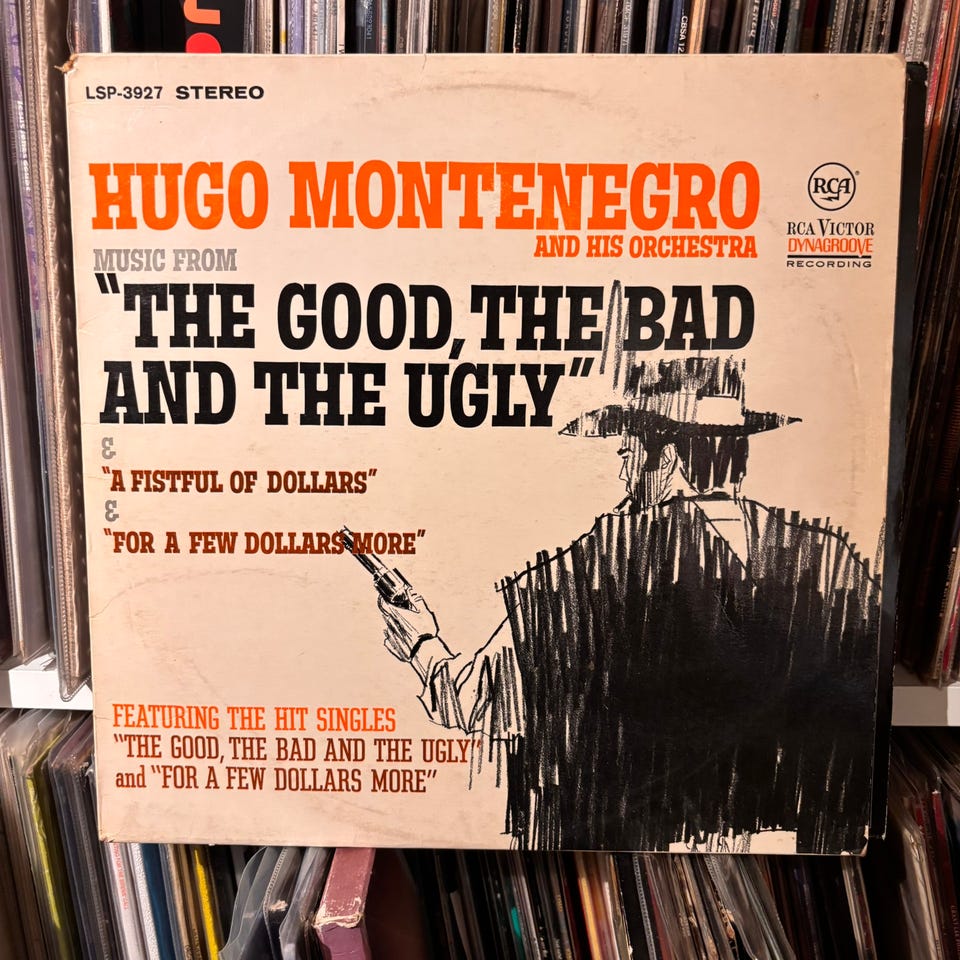 LSP-3927 STEREO
HUGO MONTENEGRO
AND HIS ORCHESTRA
RCA®
RCA VICTOR
DYNAGROOVE
RECORDING
MUSIC FROM
"THE GOOD, THE BAD
AND THE UGLY"
&
"A FISTFUL OF DOLLARS"
&
"FOR A FEW DOLLARS MORE"
FEATURING THE HIT SINGLES
"THE GOOD, THE BAD AND THE UGLY"
and "FOR A FEW DOLLARS MORE"